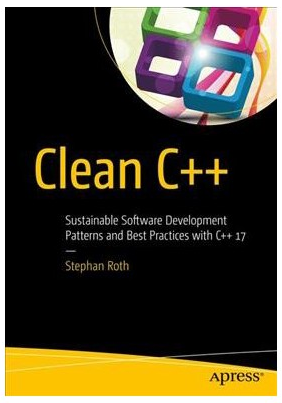 Clean C++
Sustainable Software Development
Patterns and Best Practices with C++ 17
—
Stephan Roth
Apress®